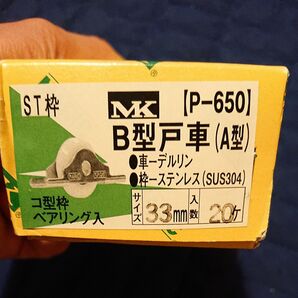 ST枠
MK
【P-650】
B型戸車(A型)
●車ーデルリン
●枠ーステンレス(SUS304)
コ型枠
ベアリング入
サイズ
33mm
入数
20ケ